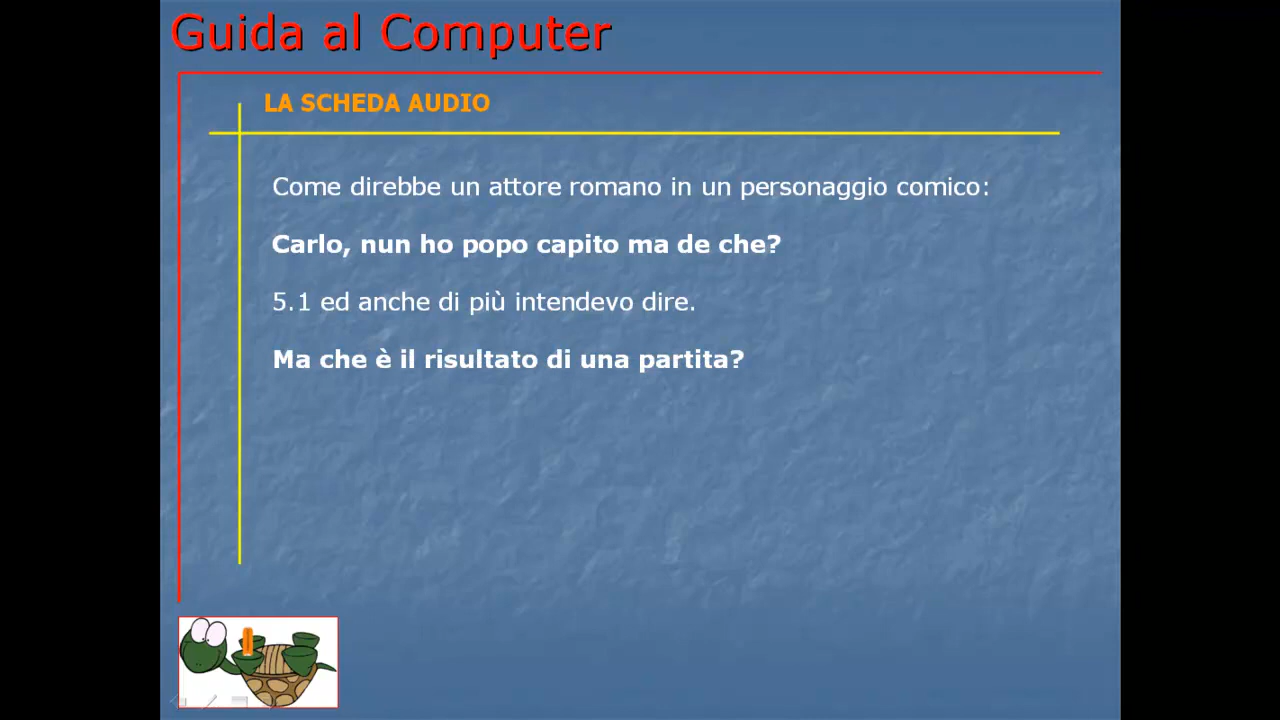 Guida al Computer
LA SCHEDA AUDIO
Come direbbe un attore romano in un personaggio comico:
Carlo, nun ho popo capito ma de che?
5.1 ed anche di più intendevo dire.
Ma che è il risultato di una partita?